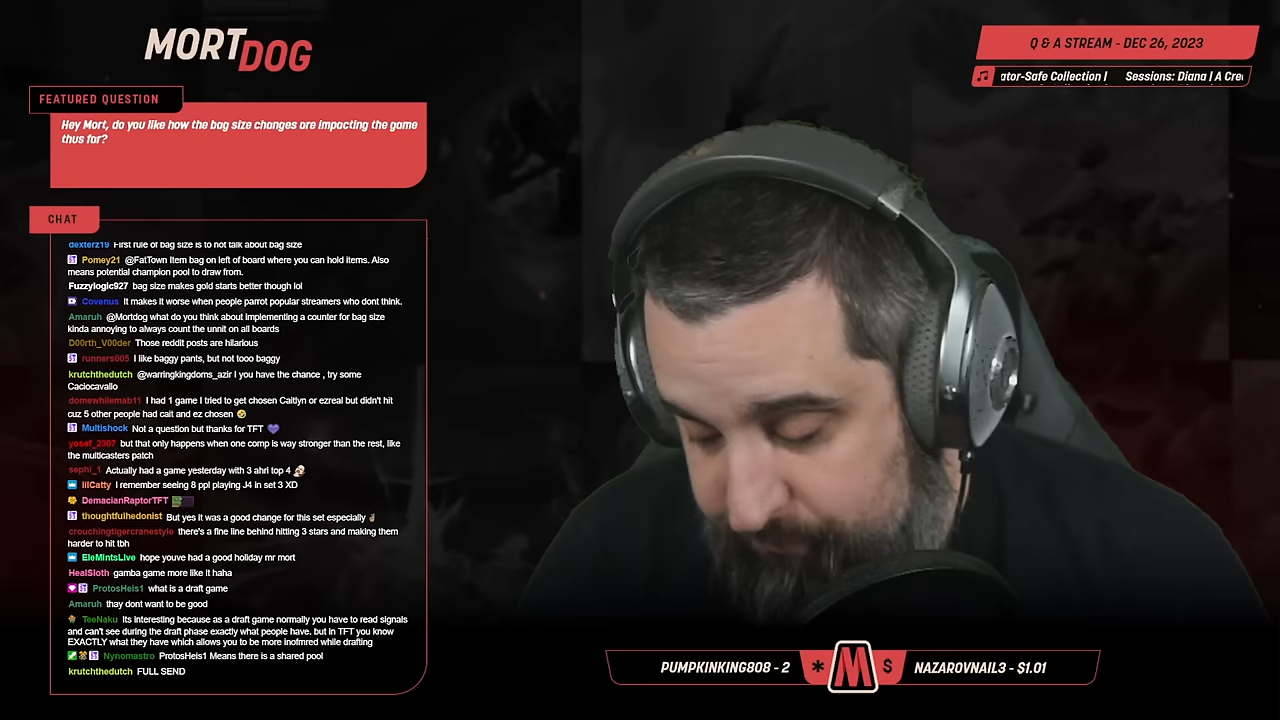 MORTDOG
Q & A STREAM - DEC 26, 2023
ator-Safe Collection | Sessions: Diana | A Crea
FEATURED QUESTION
Hey Mort, do you like how the bag size changes are impacting the game
thus far?
CHAT
dexterz19 First rule of bag size is to not talk about bag size
Pomey21 @FatTown Item bag on left of board where you can hold items. Also
means potential champion pool to draw from.
Fuzzylogic927 bag size makes gold starts better though lol
Covenus It makes it worse when people parrot popular streamers who dont think.
Amaruh @Mortdog what do you think about implementing a counter for bag size
kinda annoying to always count the unnit on all boards
D00rth_V00der Those reddit posts are hilarious
runners005 I like baggy pants, but not tooo baggy
krutchthedutch @warringkingdoms_azir I you have the chance , try some
Caciocavallo
domewhilemab11 I had 1 game I tried to get chosen Caitlyn or ezreal but didn't hit
cuz 5 other people had cait and ez chosen
Multishock Not a question but thanks for TFT
yosef_2307 but that only happens when one comp is way stronger than the rest, like
the multicasters patch
sephi_1 Actually had a game yesterday with 3 ahri top 4
lilCatty I remember seeing 8 ppl playing J4 in set 3 XD
DemacianRaptorTFT
thoughtfulhedonist But yes it was a good change for this set especially
crouchingtigercranestyle there's a fine line behind hitting 3 stars and making them
harder to hit tbh
EleMintsLive hope youve had a good holiday mr mort
HealSloth gamba game more like it haha
ProtosHeis1 what is a draft game
Amaruh thay dont want to be good
TeeNaku Its interesting because as a draft game normally you have to read signals
and can't see during the draft phase exactly what people have. but in TFT you know
EXACTLY what they have which allows you to be more inofmred while drafting
Nynomastro ProtosHeis1 Means there is a shared pool
krutchthedutch FULL SEND
PUMPKINKING808 - 2 * M $ NAZAROVNAIL3 - $1.01